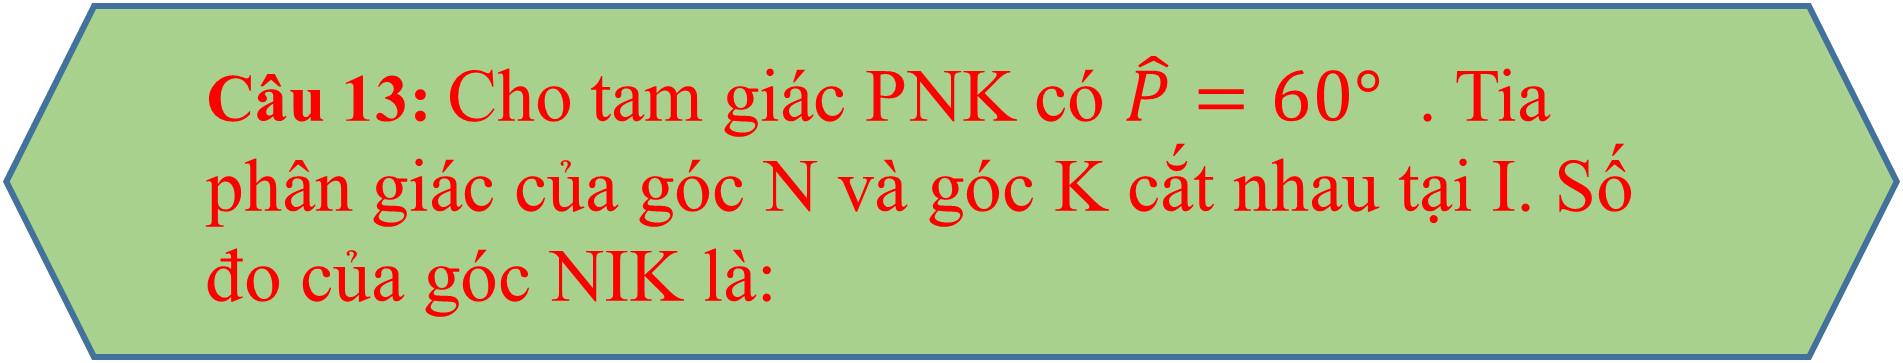 Câu 13: Cho tam giác PNK có P̂ = 60° . Tia
phân giác của góc N và góc K cắt nhau tại I. Số
đo của góc NIK là: